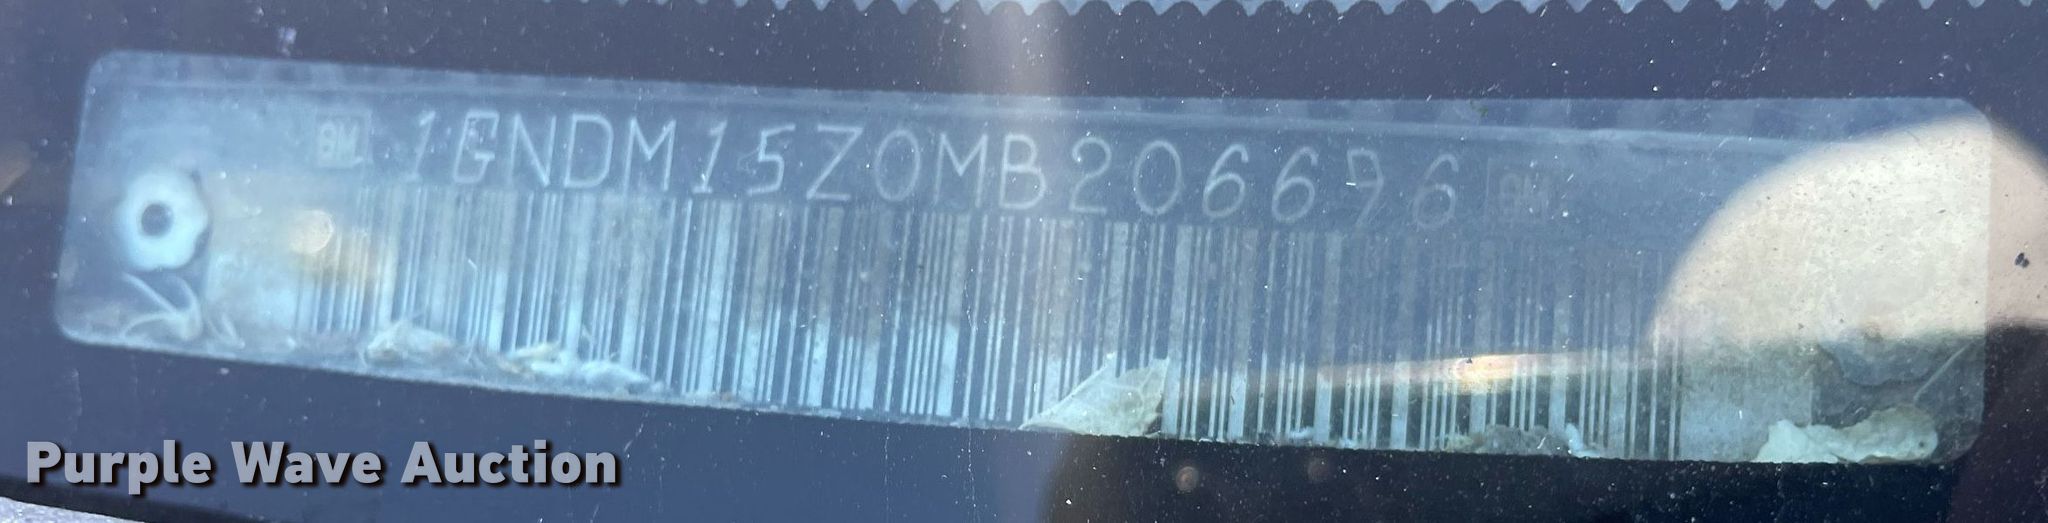 GM 1GNDM15Z0MB206696 GM
Purple Wave Auction